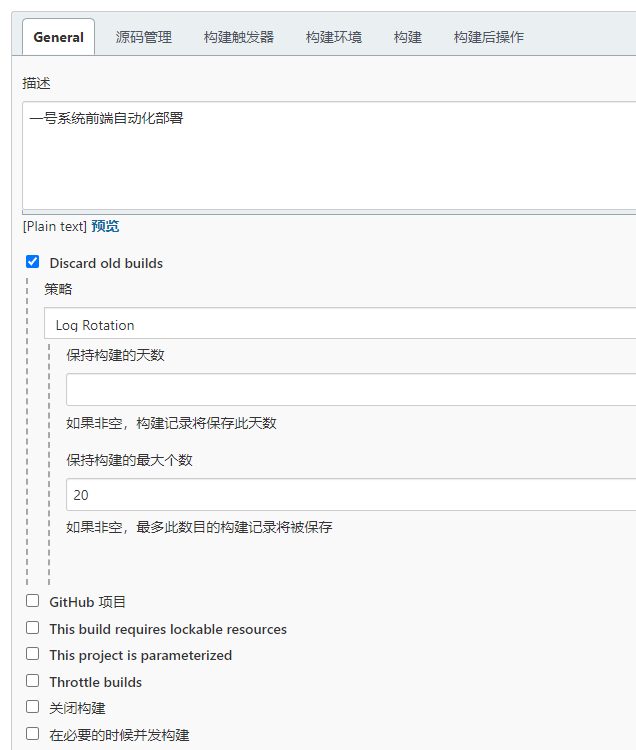 General 源码管理 构建触发器 构建环境 构建 构建后操作
描述
一号系统前端自动化部署
[Plain text] 预览
Discard old builds
策略
Log Rotation
保持构建的天数
如果非空，构建记录将保存此天数
保持构建的最大个数
20
如果非空，最多此数目的构建记录将被保存
GitHub 项目
This build requires lockable resources
This project is parameterized
Throttle builds
关闭构建
在必要的时候并发构建